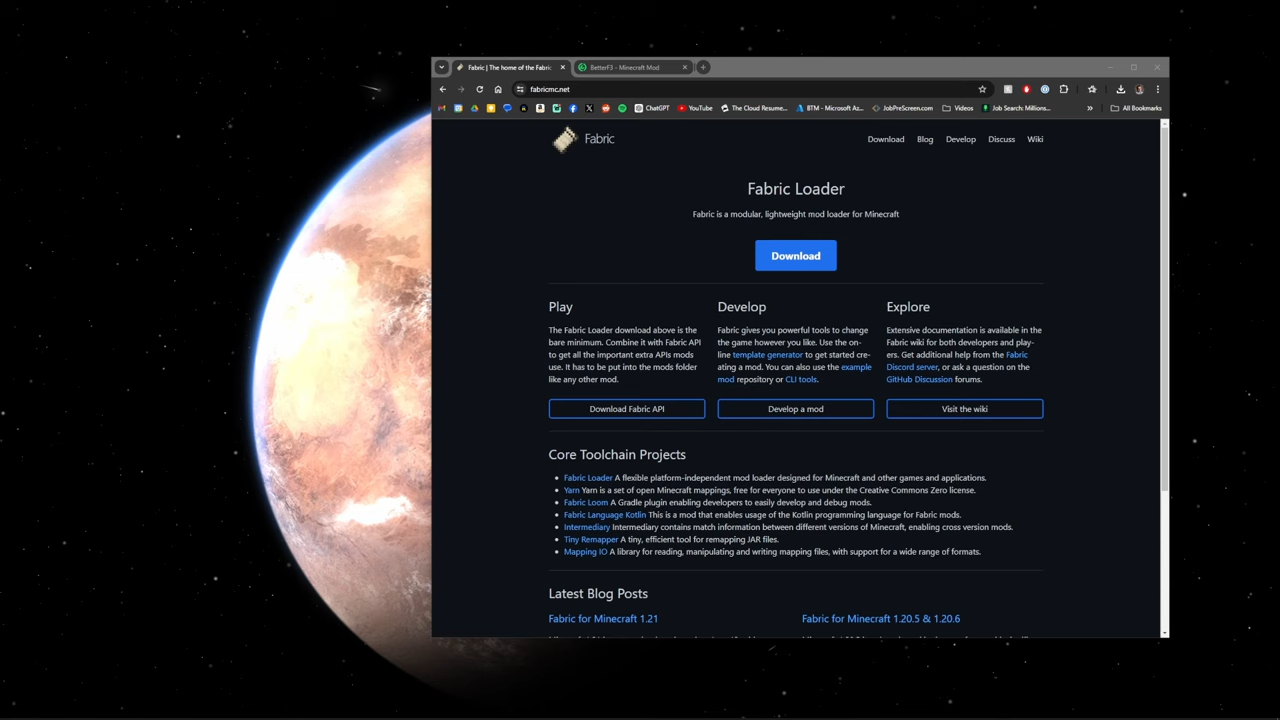 Fabric | The home of the Fabric
BetterF3 - Minecraft Mod
fabricmc.net
ChatGPT
YouTube
The Cloud Resume...
BTM - Microsoft Az...
JobPreScreen.com
Videos
Job Search: Millions...
All Bookmarks
Fabric
Download
Blog
Develop
Discuss
Wiki
Fabric Loader
Fabric is a modular, lightweight mod loader for Minecraft
Download
Play
The Fabric Loader download above is the
bare minimum. Combine it with Fabric API
to get all the important extra APIs mods
use. It has to be put into the mods folder
like any other mod.
Download Fabric API
Develop
Fabric gives you powerful tools to change
the game however you like. Use the on-
line template generator to get started cre-
ating a mod. You can also use the example
mod repository or CLI tools.
Develop a mod
Explore
Extensive documentation is available in the
Fabric wiki for both developers and play-
ers. Get additional help from the Fabric
Discord server, or ask a question on the
GitHub Discussion forums.
Visit the wiki
Core Toolchain Projects
Fabric Loader A flexible platform-independent mod loader designed for Minecraft and other games and applications.
Yarn Yarn is a set of open Minecraft mappings, free for everyone to use under the Creative Commons Zero license.
Fabric Loom A Gradle plugin enabling developers to easily develop and debug mods.
Fabric Language Kotlin This is a mod that enables usage of the Kotlin programming language for Fabric mods.
Intermediary Intermediary contains match information between different versions of Minecraft, enabling cross version mods.
Tiny Remapper A tiny, efficient tool for remapping JAR files.
Mapping IO A library for reading, manipulating and writing mapping files, with support for a wide range of formats.
Latest Blog Posts
Fabric for Minecraft 1.21
Fabric for Minecraft 1.20.5 & 1.20.6